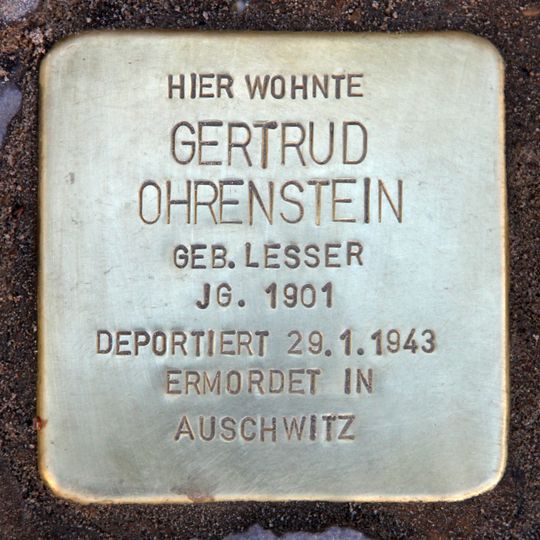 HIER WOHNTE
GERTRUD
OHRENSTEIN
GEB. LESSER
JG. 1901
DEPORTIERT 29.1.1943
ERMORDET IN
AUSCHWITZ